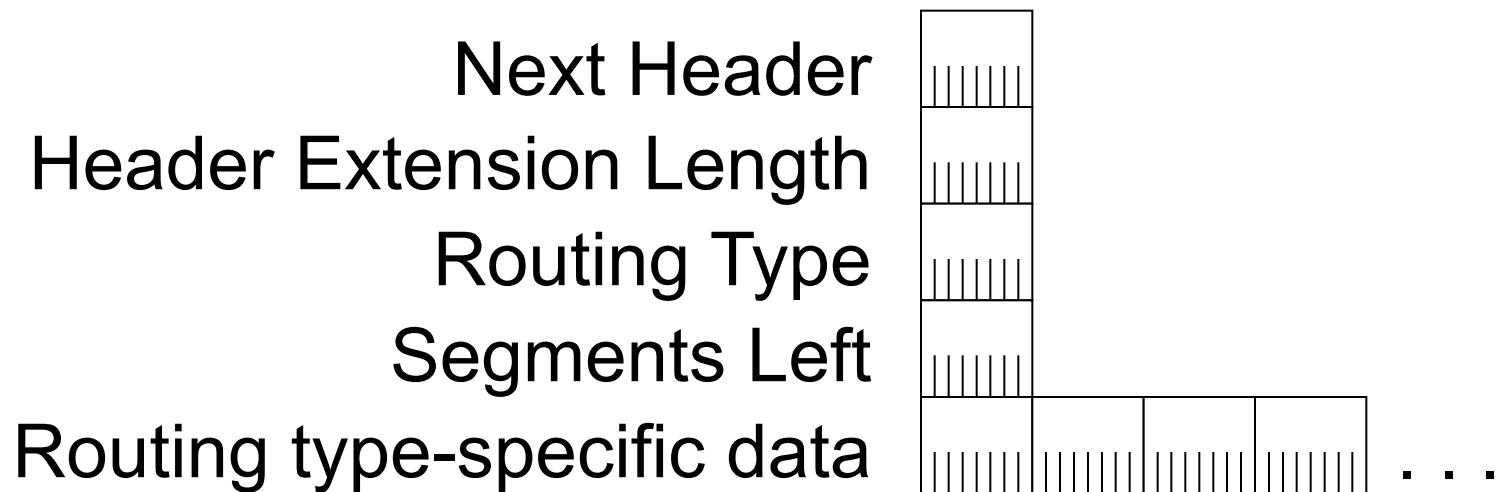 Next Header
Header Extension Length
Routing Type
Segments Left
Routing type-specific data . . .